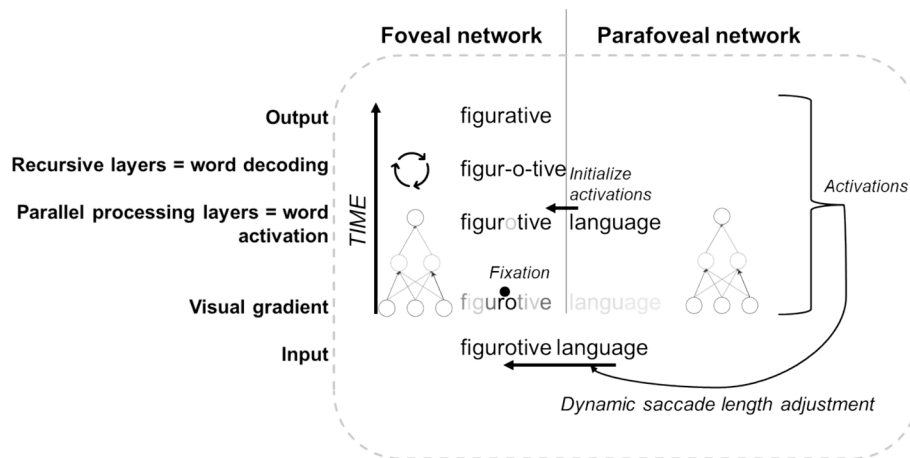 Foveal network Parafoveal network
Output figurative
Recursive layers = word decoding figur-o-tive
Initialize
activations
Activations
Parallel processing layers = word
activation
figurotive language
TIME
Fixation
Visual gradient figurotive language
Input figurotive language
Dynamic saccade length adjustment